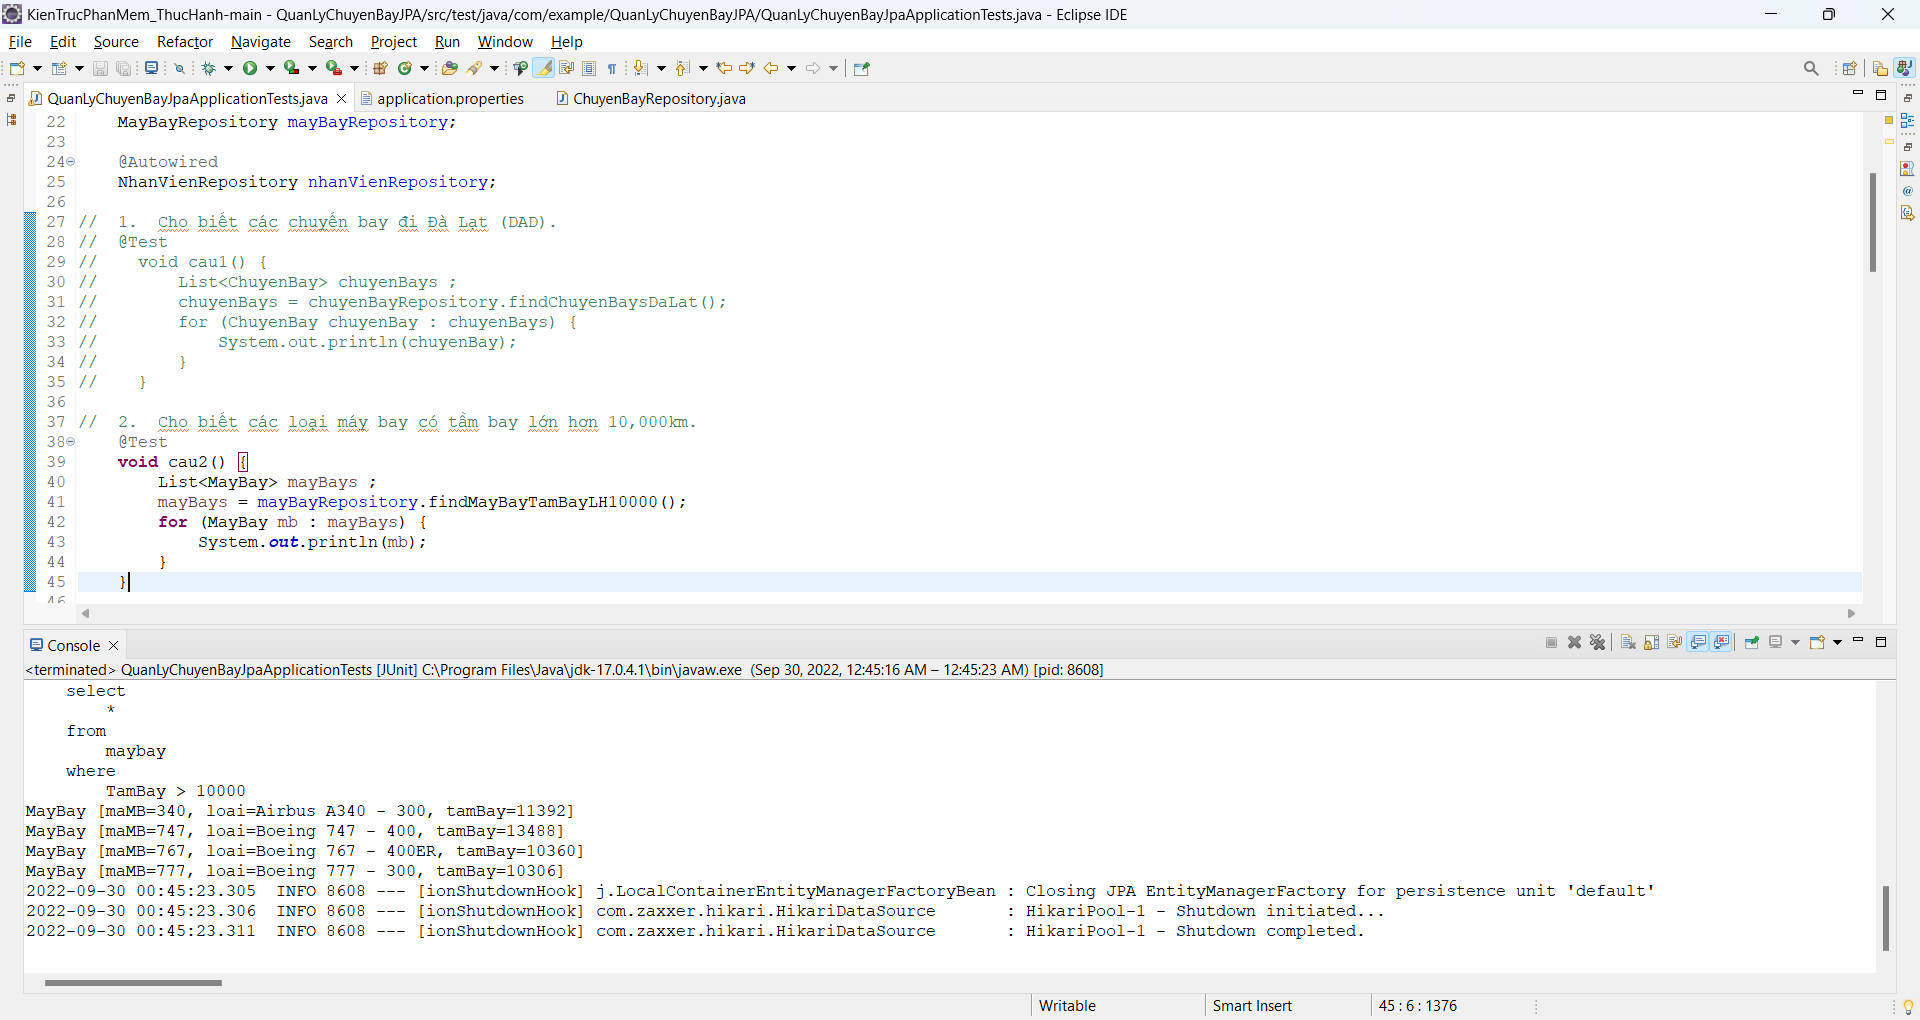 KienTrucPhanMem_ThucHanh-main - QuanLyChuyenBayJPA/src/test/java/com/example/QuanLyChuyenBayJPA/QuanLyChuyenBayJpaApplicationTests.java - Eclipse IDE
File Edit Source Refactor Navigate Search Project Run Window Help
QuanLyChuyenBayJpaApplicationTests.java application.properties ChuyenBayRepository.java
22 MayBayRepository mayBayRepository;
23
24 @Autowired
25 NhanVienRepository nhanVienRepository;
26
27 // 1. Cho biết các chuyến bay đi Đà Lạt (DAD).
28 // @Test
29 // void cau1() {
30 // List<ChuyenBay> chuyenBays ;
31 // chuyenBays = chuyenBayRepository.findChuyenBaysDaLat();
32 // for (ChuyenBay chuyenBay : chuyenBays) {
33 // System.out.println(chuyenBay);
34 // }
35 // }
36
37 // 2. Cho biết các loại máy bay có tầm bay lớn hơn 10,000km.
38 @Test
39 void cau2() {
40 List<MayBay> mayBays ;
41 mayBays = mayBayRepository.findMayBayTamBayLH10000();
42 for (MayBay mb : mayBays) {
43 System.out.println(mb);
44 }
45 }
46
Console
<terminated> QuanLyChuyenBayJpaApplicationTests [JUnit] C:\Program Files\Java\jdk-17.0.4.1\bin\javaw.exe (Sep 30, 2022, 12:45:16 AM – 12:45:23 AM) [pid: 8608]
select
*
from
maybay
where
TamBay > 10000
MayBay [maMB=340, loai=Airbus A340 - 300, tamBay=11392]
MayBay [maMB=747, loai=Boeing 747 - 400, tamBay=13488]
MayBay [maMB=767, loai=Boeing 767 - 400ER, tamBay=10360]
MayBay [maMB=777, loai=Boeing 777 - 300, tamBay=10306]
2022-09-30 00:45:23.305 INFO 8608 --- [ionShutdownHook] j.LocalContainerEntityManagerFactoryBean : Closing JPA EntityManagerFactory for persistence unit 'default'
2022-09-30 00:45:23.306 INFO 8608 --- [ionShutdownHook] com.zaxxer.hikari.HikariDataSource : HikariPool-1 - Shutdown initiated...
2022-09-30 00:45:23.311 INFO 8608 --- [ionShutdownHook] com.zaxxer.hikari.HikariDataSource : HikariPool-1 - Shutdown completed.
Writable Smart Insert 45 : 6 : 1376